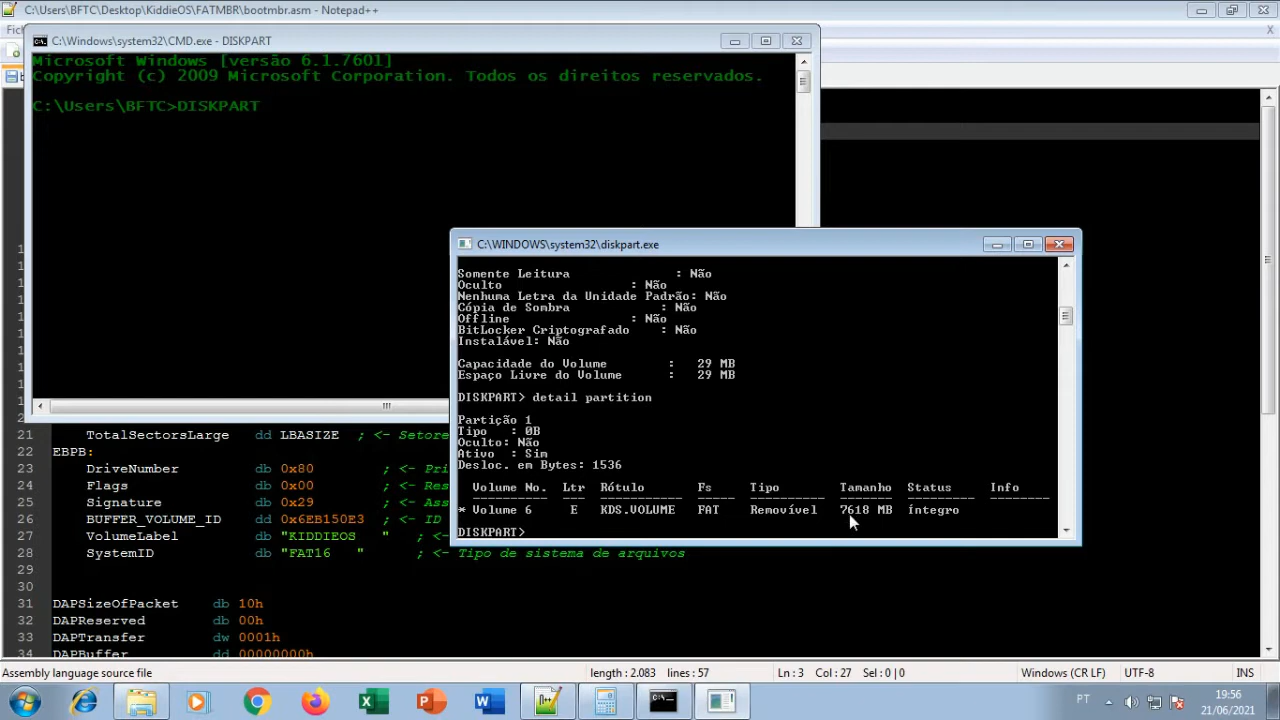 C:\Users\BFTC\Desktop\KiddieOS\FATMBR\bootmbr.asm - Notepad++
C:\Windows\system32\CMD.exe - DISKPART
Microsoft Windows [versão 6.1.7601]
Copyright (c) 2009 Microsoft Corporation. Todos os direitos reservados.
C:\Users\BFTC>DISKPART
C:\WINDOWS\system32\diskpart.exe
Somente Leitura : Não
Oculto : Não
Nenhuma Letra da Unidade Padrão: Não
Cópia de Sombra : Não
Offline : Não
BitLocker Criptografado : Não
Instalável: Não
Capacidade do Volume : 29 MB
Espaço Livre do Volume : 29 MB
DISKPART> detail partition
Partição 1
Tipo : 0B
Oculto: Não
Ativo : Sim
Desloc. em Bytes: 1536
Volume No. Ltr Rótulo Fs Tipo Tamanho Status Info
---------- --- ----------- ----- ---------- ------- --------- --------
* Volume 6 E KDS.VOLUME FAT Removível 7618 MB íntegro
DISKPART>
21 TotalSectorsLarge dd LBASIZE ; <- Setore
22 EBPB:
23 DriveNumber db 0x80 ; <- Pri
24 Flags db 0x00 ; <- Res
25 Signature db 0x29 ; <- Ass
26 BUFFER_VOLUME_ID dd 0x6EB150E3 ; <- ID
27 VolumeLabel db "KIDDIEOS   " ; <-
28 SystemID db "FAT16   " ; <- Tipo de sistema de arquivos
29
30
31 DAPSizeOfPacket db 10h
32 DAPReserved db 00h
33 DAPTransfer dw 0001h
34 DAPBuffer dd 00000000h
Assembly language source file length : 2.083 lines : 57 Ln : 3 Col : 27 Sel : 0 | 0 Windows (CR LF) UTF-8 INS
PT 19:56
21/06/2021